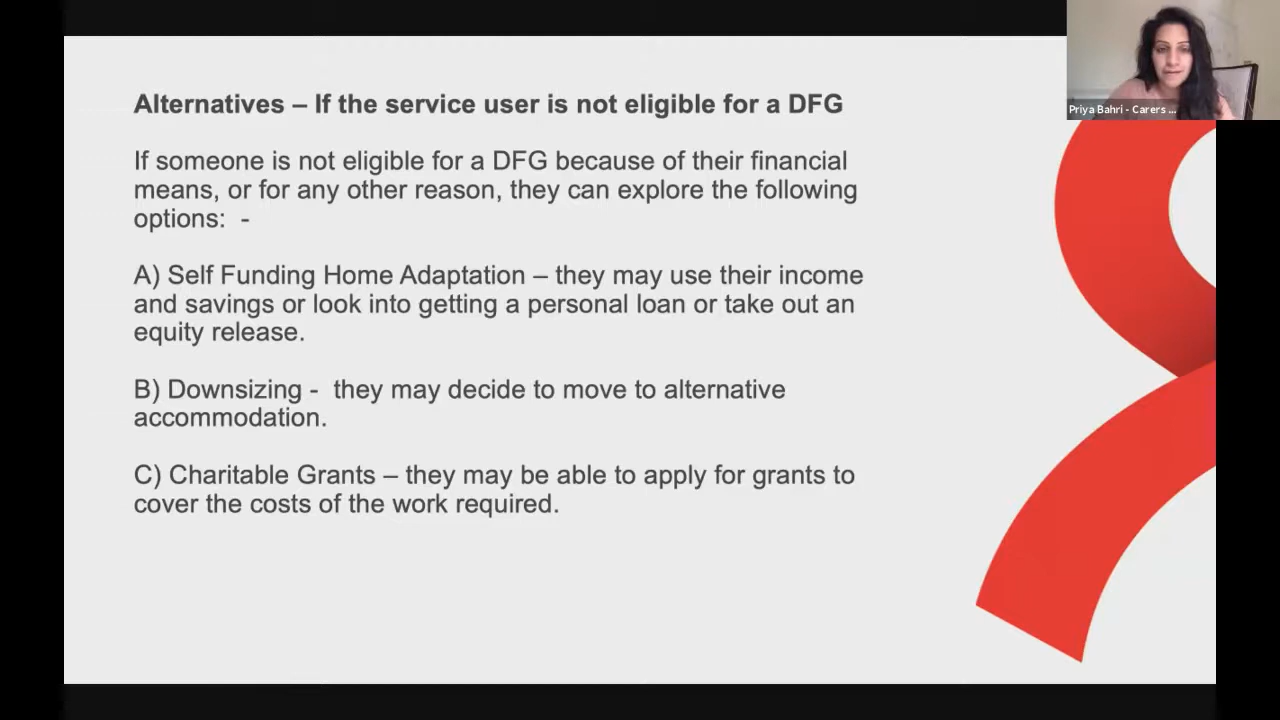 Alternatives – If the service user is not eligible for a DFG
If someone is not eligible for a DFG because of their financial
means, or for any other reason, they can explore the following
options:  -
A) Self Funding Home Adaptation – they may use their income
and savings or look into getting a personal loan or take out an
equity release.
B) Downsizing -  they may decide to move to alternative
accommodation.
C) Charitable Grants – they may be able to apply for grants to
cover the costs of the work required.
Priya Bahri - Carers ...